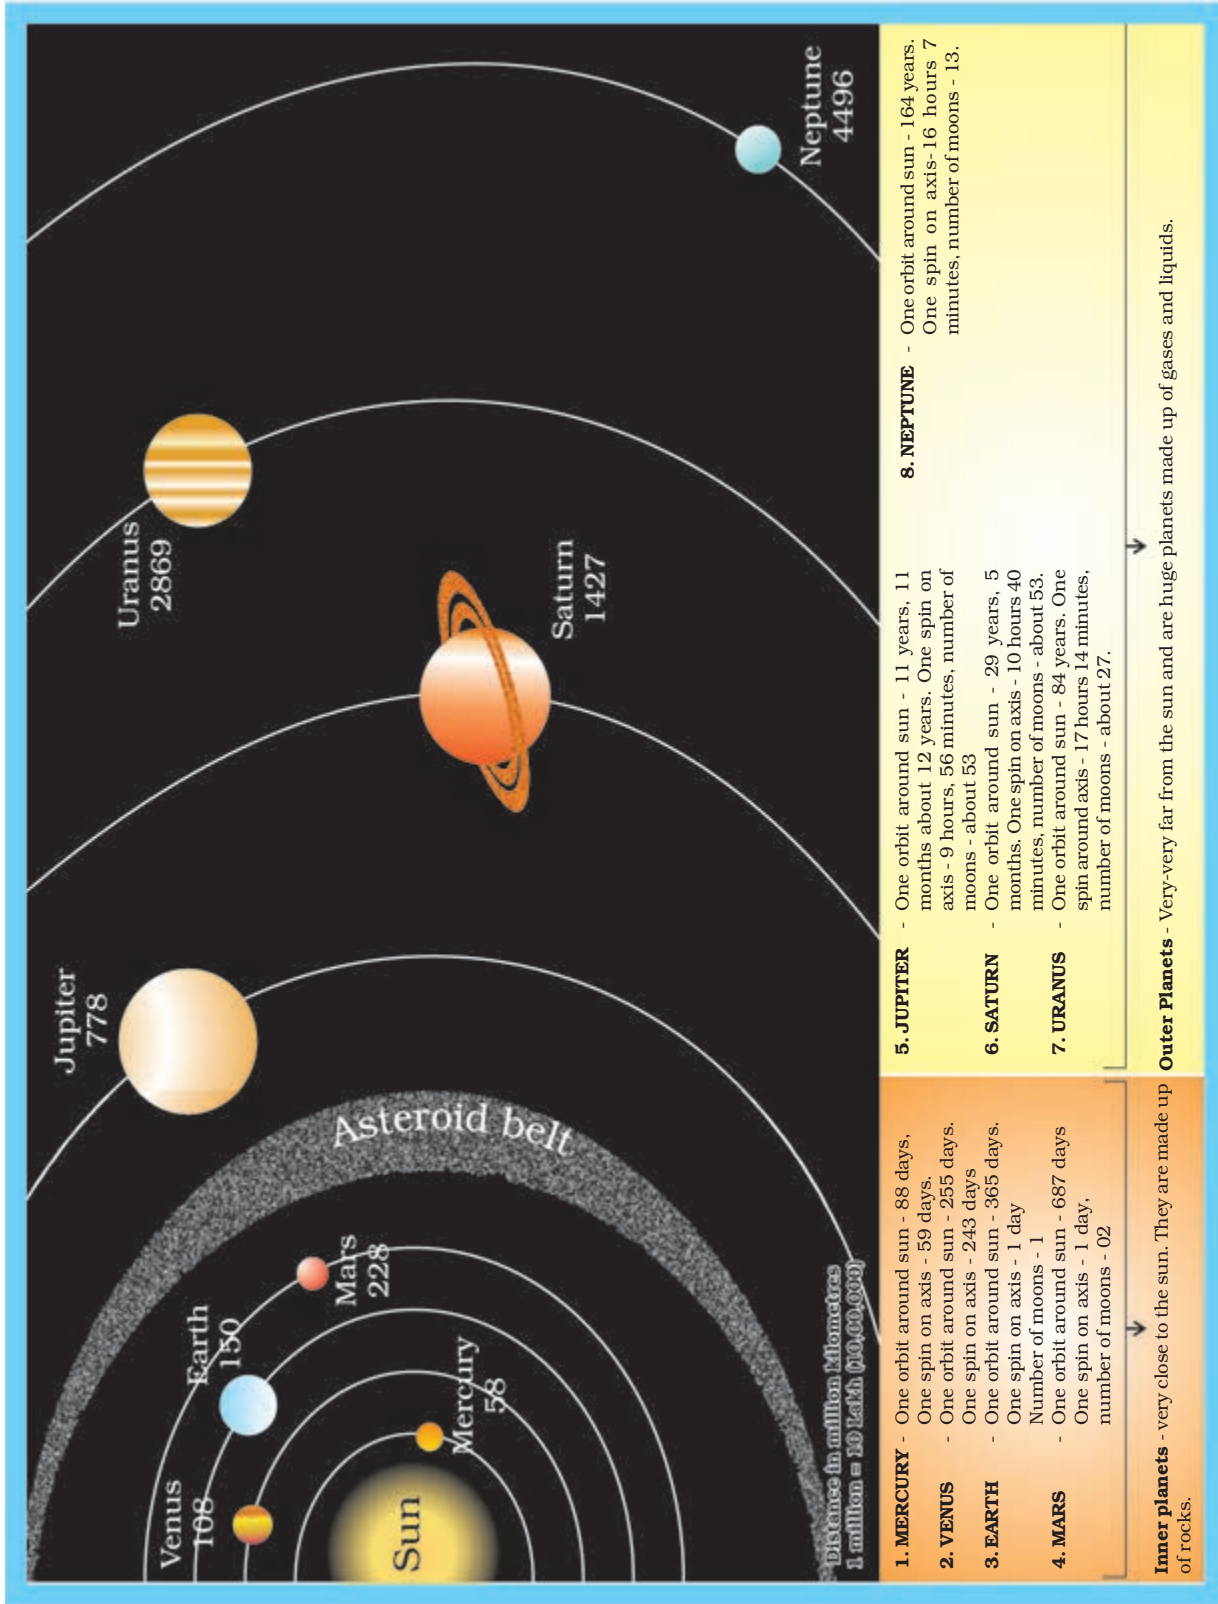 Neptune
4496
Uranus
2869
Saturn
1427
Jupiter
778
Asteroid belt
Mars
228
Earth
150
Venus
108
Mercury
58
Sun
Distance in million kilometres
1 million = 10 Lakh (10,00,000)
1. MERCURY - One orbit around sun - 88 days,
One spin on axis - 59 days.
2. VENUS - One orbit around sun - 255 days.
One spin on axis - 243 days
3. EARTH - One orbit around sun - 365 days.
One spin on axis - 1 day
Number of moons - 1
4. MARS - One orbit around sun - 687 days
One spin on axis - 1 day,
number of moons - 02
Inner planets - very close to the sun. They are made up
of rocks.
5. JUPITER - One orbit around sun - 11 years, 11
months about 12 years. One spin on
axis - 9 hours, 56 minutes, number of
moons - about 53
6. SATURN - One orbit around sun - 29 years, 5
months. One spin on axis - 10 hours 40
minutes, number of moons - about 53.
7. URANUS - One orbit around sun - 84 years. One
spin around axis - 17 hours 14 minutes,
number of moons - about 27.
8. NEPTUNE - One orbit around sun - 164 years.
One spin on axis-16 hours 7
minutes, number of moons - 13.
Outer Planets - Very-very far from the sun and are huge planets made up of gases and liquids.